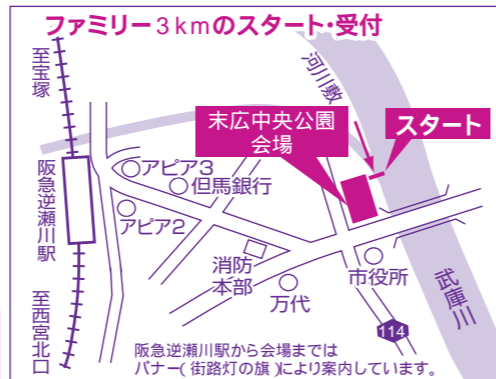 ファミリー3kmのスタート・受付
至宝塚
阪急逆瀬川駅
至西宮北口
アピア3
但馬銀行
アピア2
消防
本部
万代
市役所
114
河川敷
末広中央公園
会場
スタート
武庫川
阪急逆瀬川駅から会場までは
バナー(街路灯の旗)により案内しています。